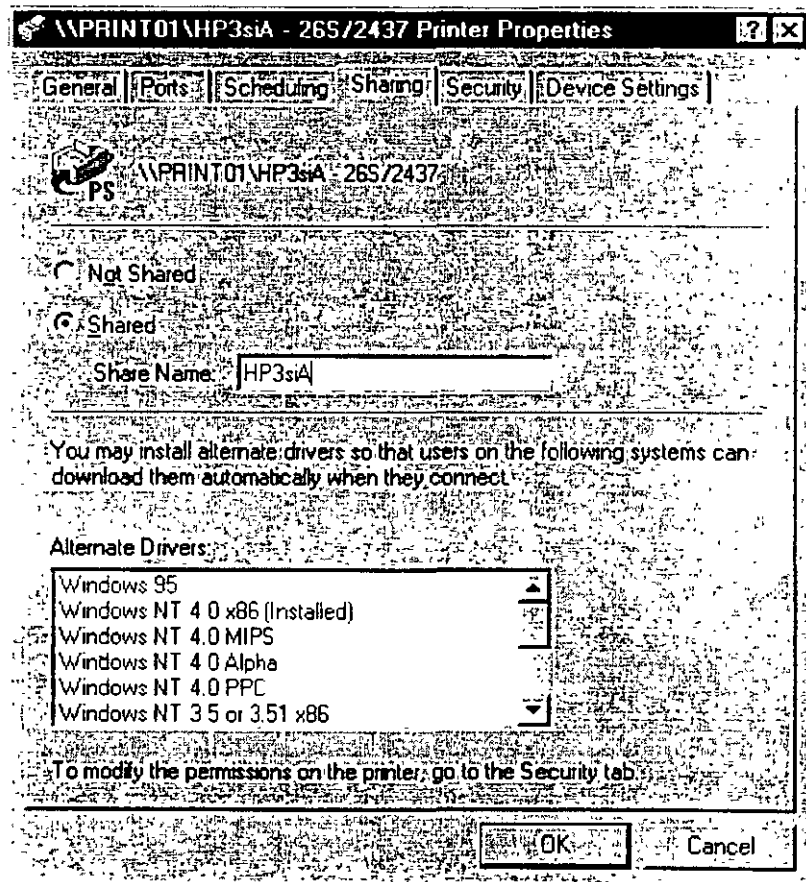 \\PRINT01\HP3siA - 26S/2437 Printer Properties
General Ports Scheduling Sharing Security Device Settings
PS
\\PRINT01\HP3siA - 26S/2437
Not Shared
Shared
Share Name: HP3siA
You may install alternate drivers so that users on the following systems can
download them automatically when they connect.
Alternate Drivers:
Windows 95
Windows NT 4.0 x86 (Installed)
Windows NT 4.0 MIPS
Windows NT 4.0 Alpha
Windows NT 4.0 PPC
Windows NT 3.5 or 3.51 x86
To modify the permissions on the printer, go to the Security tab.
OK Cancel